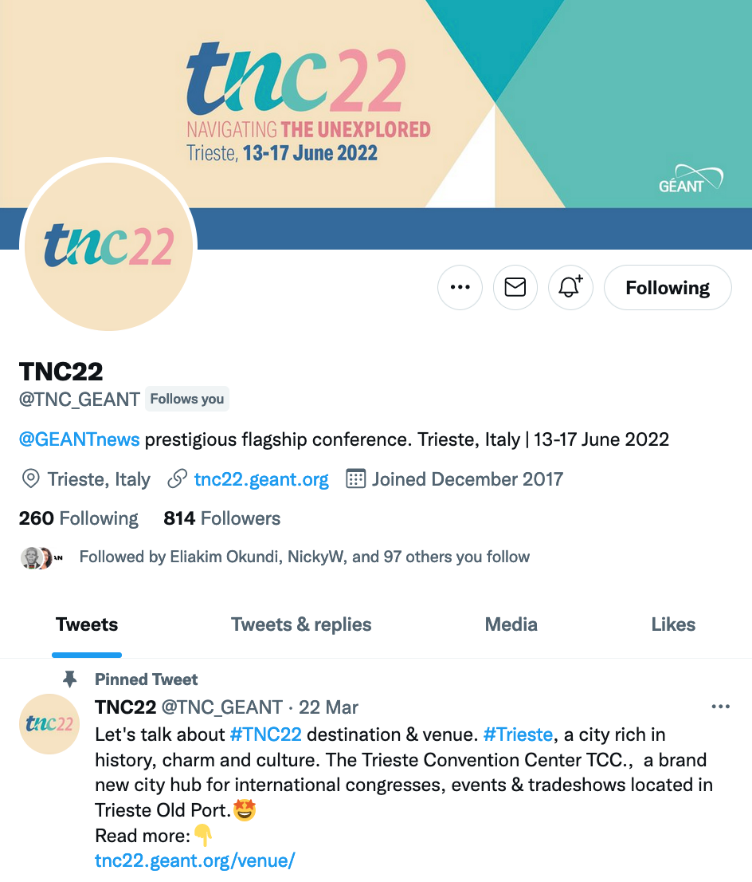 tnc22
NAVIGATING THE UNEXPLORED
Trieste, 13-17 June 2022
GÉANT
tnc22
Following
TNC22
@TNC_GEANT Follows you
@GEANTnews prestigious flagship conference. Trieste, Italy | 13-17 June 2022
Trieste, Italy tnc22.geant.org Joined December 2017
260 Following 814 Followers
Followed by Eliakim Okundi, NickyW, and 97 others you follow
Tweets Tweets & replies Media Likes
Pinned Tweet
TNC22 @TNC_GEANT · 22 Mar
tnc22
Let's talk about #TNC22 destination & venue. #Trieste, a city rich in
history, charm and culture. The Trieste Convention Center TCC., a brand
new city hub for international congresses, events & tradeshows located in
Trieste Old Port.🤩
Read more:👇
tnc22.geant.org/venue/